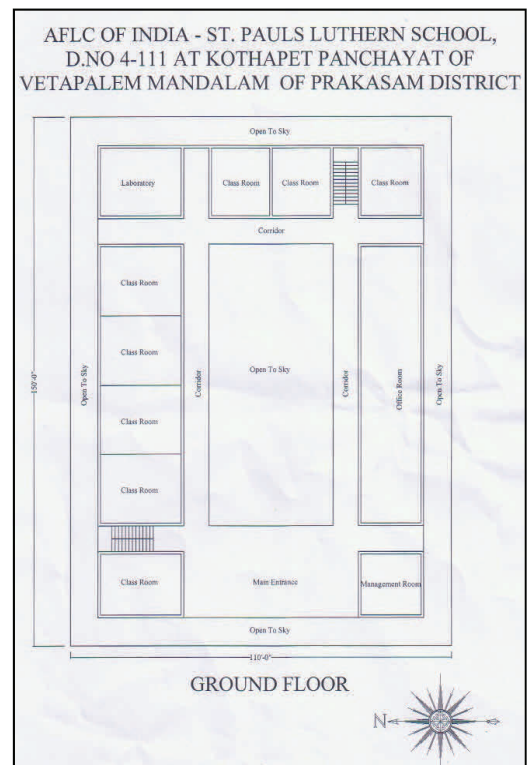 AFLC OF INDIA - ST. PAULS LUTHERN SCHOOL,
D.NO 4-111 AT KOTHAPET PANCHAYAT OF
VETAPALEM MANDALAM OF PRAKASAM DISTRICT
Open To Sky
Laboratory
Class Room
Class Room
Class Room
Corridor
Class Room
Class Room
Class Room
Class Room
Open To Sky
150'-0"
Corridor
Open To Sky
Corridor
Office Room
Open To Sky
Class Room
Main Entrance
Management Room
Open To Sky
110'-0"
GROUND FLOOR
N